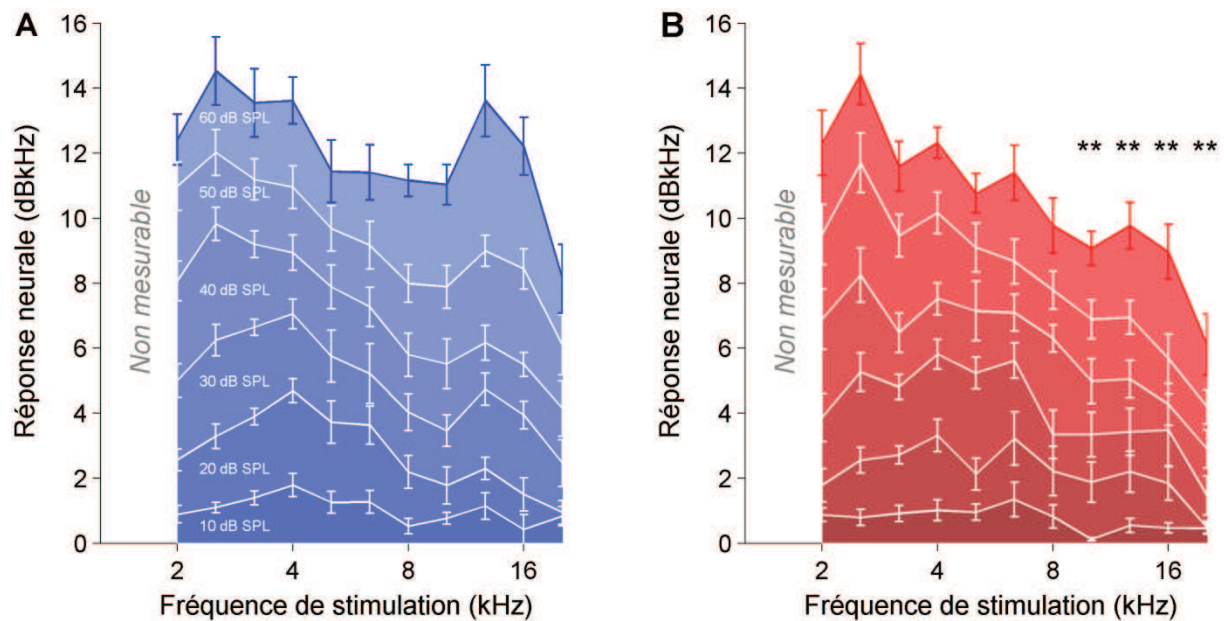 A
Réponse neurale (dBkHz)
16
14
12
10
8
6
4
2
0
Non mesurable
60 dB SPL
50 dB SPL
40 dB SPL
30 dB SPL
20 dB SPL
10 dB SPL
2
4
8
16
Fréquence de stimulation (kHz)
B
Réponse neurale (dBkHz)
16
14
12
10
8
6
4
2
0
Non mesurable
** ** ** **
2
4
8
16
Fréquence de stimulation (kHz)